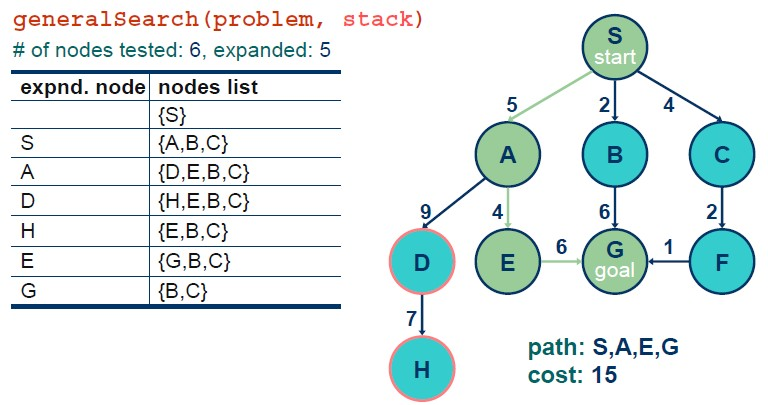 generalSearch(problem, stack)
# of nodes tested: 6, expanded: 5
expnd. node nodes list
{S}
S {A,B,C}
A {D,E,B,C}
D {H,E,B,C}
H {E,B,C}
E {G,B,C}
G {B,C}
S
start
5 2 4
A B C
9 4 6 2
D E 6 G
goal 1 F
7
H
path: S,A,E,G
cost: 15